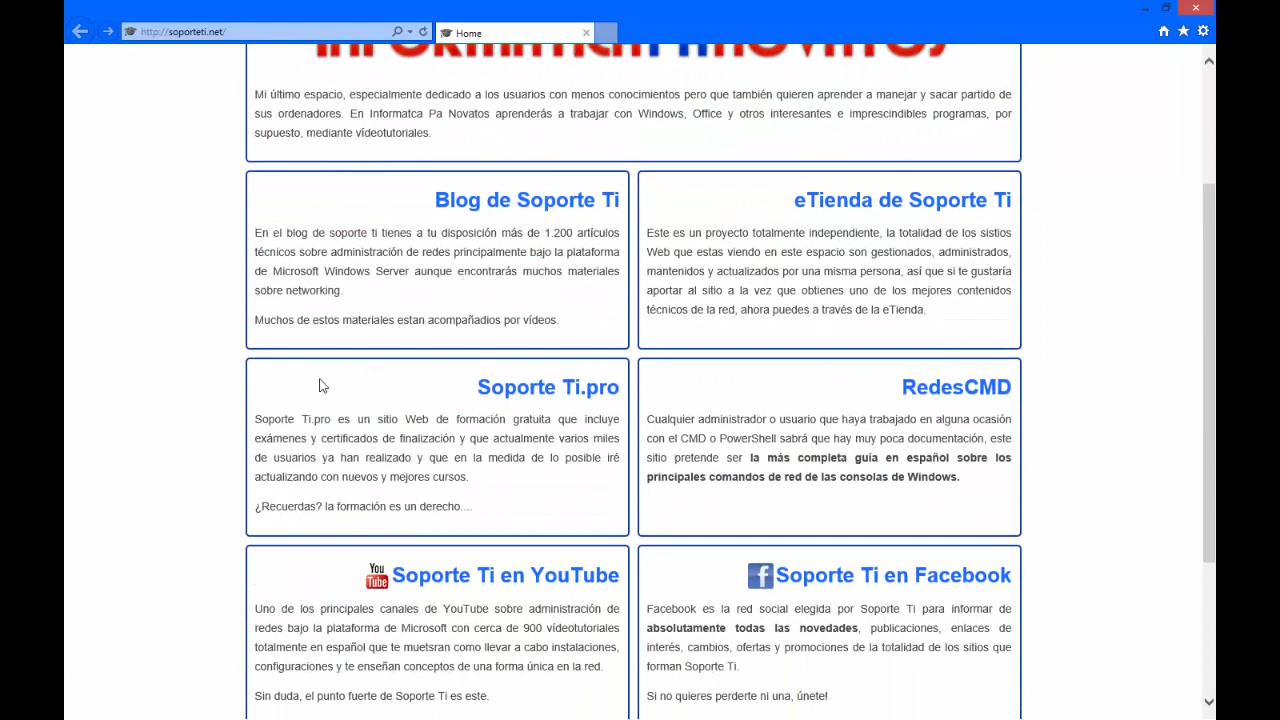 http://soporteti.net/
Home
Mi último espacio, especialmente dedicado a los usuarios con menos conocimientos pero que también quieren aprender a manejar y sacar partido de
sus ordenadores. En Informatca Pa Novatos aprenderás a trabajar con Windows, Office y otros interesantes e imprescindibles programas, por
supuesto, mediante vídeotutoriales.
Blog de Soporte Ti
En el blog de soporte ti tienes a tu disposición más de 1.200 artículos
técnicos sobre administración de redes principalmente bajo la plataforma
de Microsoft Windows Server aunque encontrarás muchos materiales
sobre networking.
Muchos de estos materiales estan acompañadios por vídeos.
eTienda de Soporte Ti
Este es un proyecto totalmente independiente, la totalidad de los sistios
Web que estas viendo en este espacio son gestionados, administrados,
mantenidos y actualizados por una misma persona, así que si te gustaría
aportar al sitio a la vez que obtienes uno de los mejores contenidos
técnicos de la red, ahora puedes a través de la eTienda.
Soporte Ti.pro
Soporte Ti.pro es un sitio Web de formación gratuita que incluye
exámenes y certificados de finalización y que actualmente varios miles
de usuarios ya han realizado y que en la medida de lo posible iré
actualizando con nuevos y mejores cursos.
¿Recuerdas? la formación es un derecho....
RedesCMD
Cualquier administrador o usuario que haya trabajado en alguna ocasión
con el CMD o PowerShell sabrá que hay muy poca documentación, este
sitio pretende ser la más completa guía en español sobre los
principales comandos de red de las consolas de Windows.
You
Tube
Soporte Ti en YouTube
Uno de los principales canales de YouTube sobre administración de
redes bajo la plataforma de Microsoft con cerca de 900 vídeotutoriales
totalmente en español que te muetsran como llevar a cabo instalaciones,
configuraciones y te enseñan conceptos de una forma única en la red.
Sin duda, el punto fuerte de Soporte Ti es este.
f
Soporte Ti en Facebook
Facebook es la red social elegida por Soporte Ti para informar de
absolutamente todas las novedades, publicaciones, enlaces de
interés, cambios, ofertas y promociones de la totalidad de los sitios que
forman Soporte Ti.
Si no quieres perderte ni una, únete!